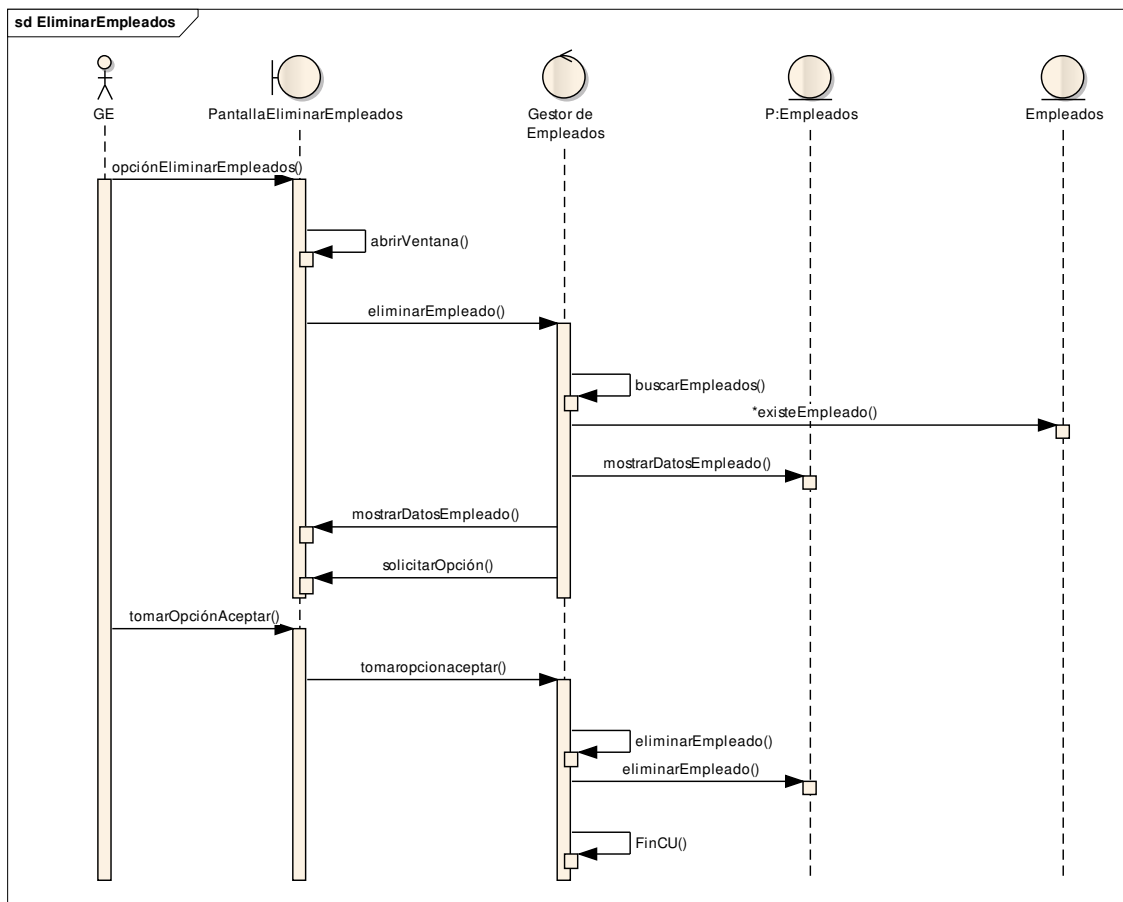 sd EliminarEmpleados
GE
PantallaEliminarEmpleados
Gestor de
Empleados
P:Empleados
Empleados
opciónEliminarEmpleados()
abrirVentana()
eliminarEmpleado()
buscarEmpleados()
*existeEmpleado()
mostrarDatosEmpleado()
mostrarDatosEmpleado()
solicitarOpción()
tomarOpciónAceptar()
tomaropcionaceptar()
eliminarEmpleado()
eliminarEmpleado()
FinCU()